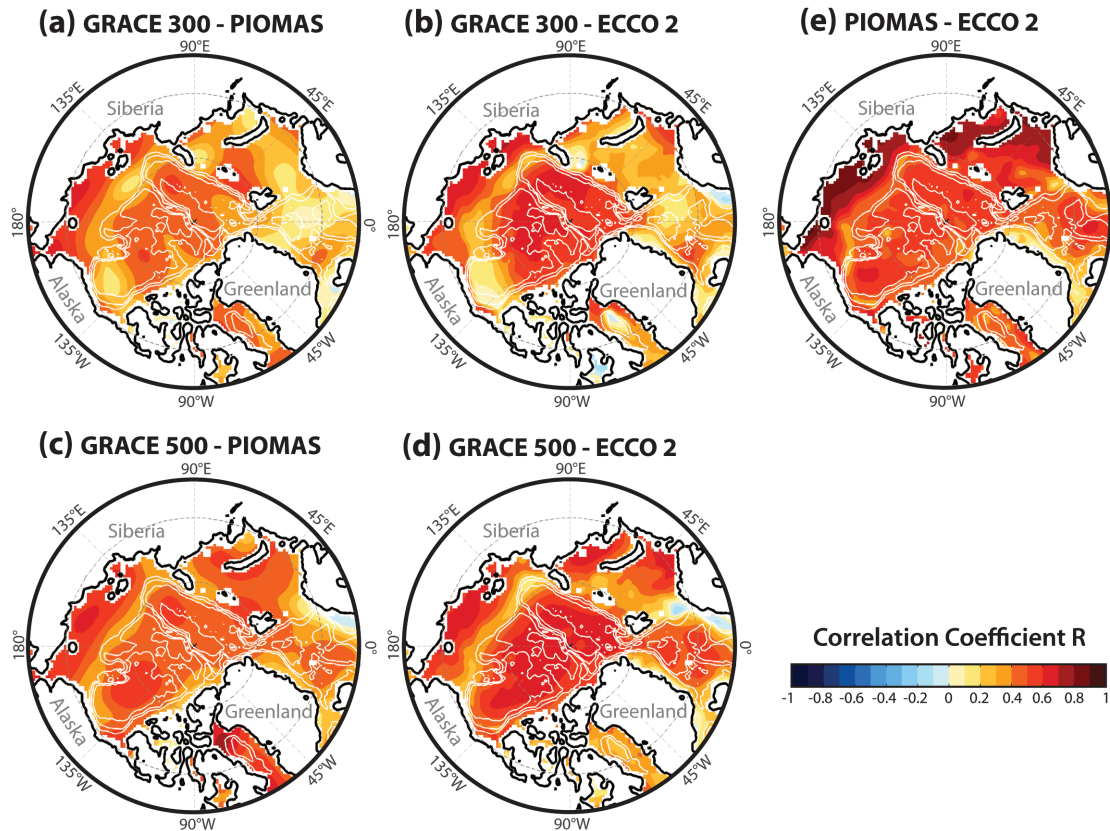 (a) GRACE 300 - PIOMAS
90°E
135°E
45°E
Siberia
180°
0°
Alaska
Greenland
135°W
45°W
90°W
(b) GRACE 300 - ECCO 2
90°E
135°E
45°E
Siberia
180°
0°
Alaska
Greenland
135°W
45°W
90°W
(e) PIOMAS - ECCO 2
90°E
135°E
45°E
Siberia
180°
0°
Alaska
Greenland
135°W
45°W
90°W
(c) GRACE 500 - PIOMAS
90°E
135°E
45°E
Siberia
180°
0°
Alaska
Greenland
135°W
45°W
90°W
(d) GRACE 500 - ECCO 2
90°E
135°E
45°E
Siberia
180°
0°
Alaska
Greenland
135°W
45°W
90°W
Correlation Coefficient R
-1 -0.8 -0.6 -0.4 -0.2 0 0.2 0.4 0.6 0.8 1